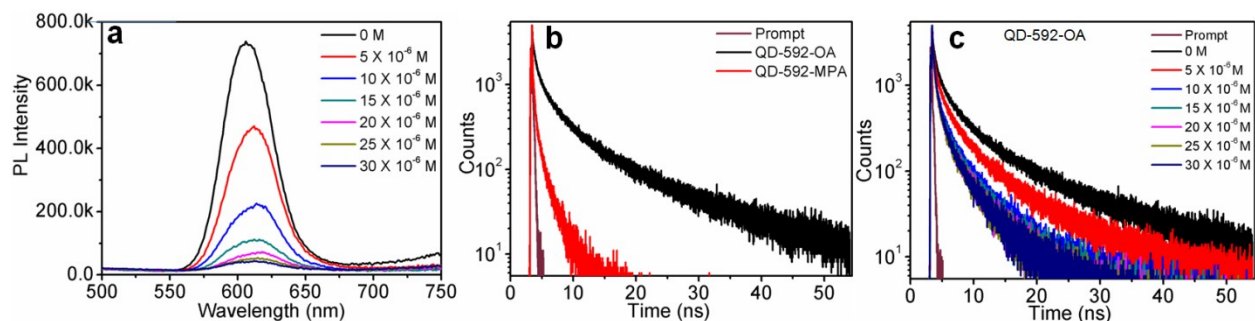 a
800.0k
600.0k
400.0k
200.0k
0.0
PL Intensity
500 550 600 650 700 750
Wavelength (nm)
0 M
5 X 10⁻⁶ M
10 X 10⁻⁶ M
15 X 10⁻⁶ M
20 X 10⁻⁶ M
25 X 10⁻⁶ M
30 X 10⁻⁶ M
b
Prompt
QD-592-OA
QD-592-MPA
10³
10²
10¹
Counts
0 10 20 30 40 50
Time (ns)
c
QD-592-OA
Prompt
0 M
5 X 10⁻⁶ M
10 X 10⁻⁶ M
15 X 10⁻⁶ M
20 X 10⁻⁶ M
25 X 10⁻⁶ M
30 X 10⁻⁶ M
10³
10²
10¹
Counts
0 10 20 30 40 50
Time (ns)